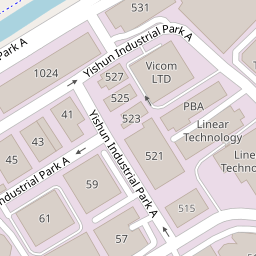 531
Park A
Yishun Industrial Park A
1024
527
Vicom
LTD
525
PBA
41
523
Linear
Technology
43
Yishun Industrial Park A
45
521
Line
Techno
ndustrial Park A
59
515
61
57